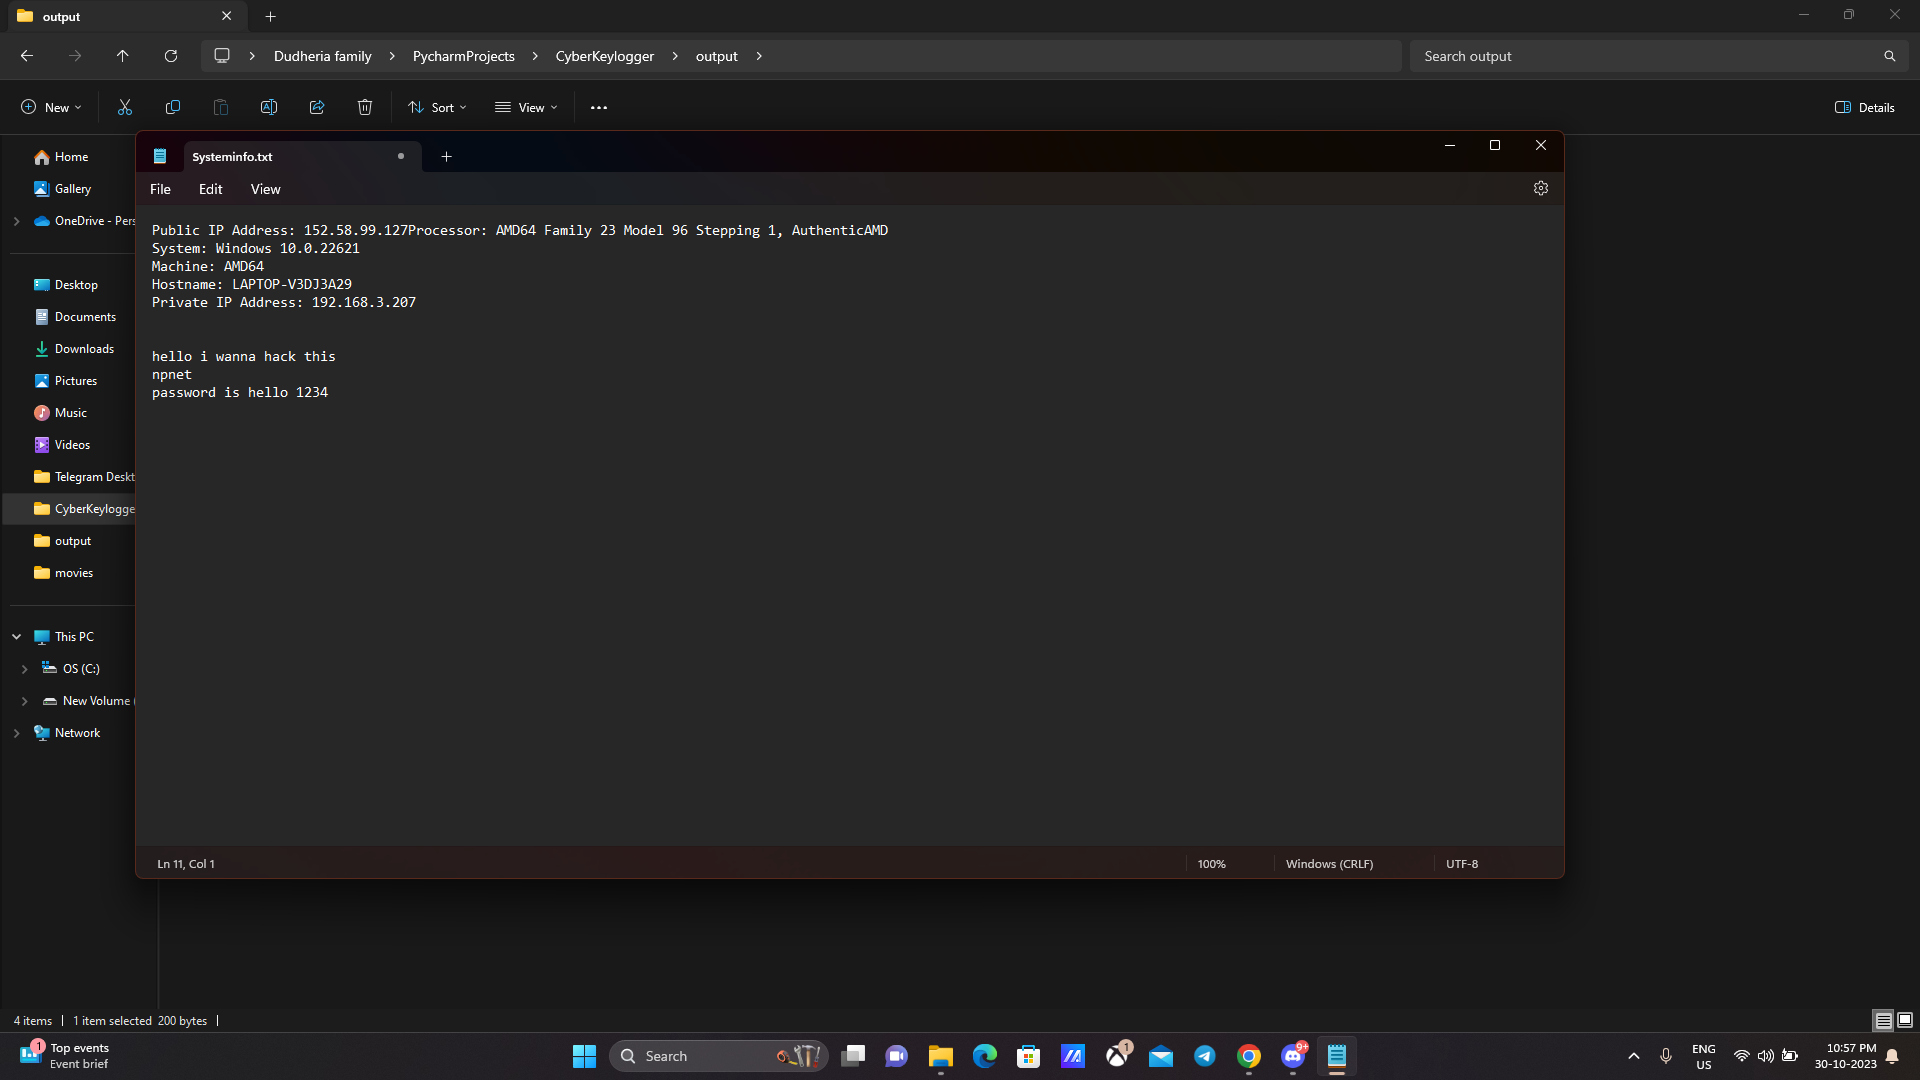 output
Dudheria family
PycharmProjects
CyberKeylogger
output
Search output
New
Sort
View
Details
Home
Gallery
OneDrive - Pers
Desktop
Documents
Downloads
Pictures
Music
Videos
Telegram Deskt
CyberKeylogge
output
movies
This PC
OS (C:)
New Volume (
Network
Systeminfo.txt
File Edit View
Public IP Address: 152.58.99.127Processor: AMD64 Family 23 Model 96 Stepping 1, AuthenticAMD
System: Windows 10.0.22621
Machine: AMD64
Hostname: LAPTOP-V3DJ3A29
Private IP Address: 192.168.3.207
hello i wanna hack this
npnet
password is hello 1234
Ln 11, Col 1
100%
Windows (CRLF)
UTF-8
4 items
1 item selected 200 bytes
1
Top events
Event brief
Search
1
9+
ENG
US
10:57 PM
30-10-2023